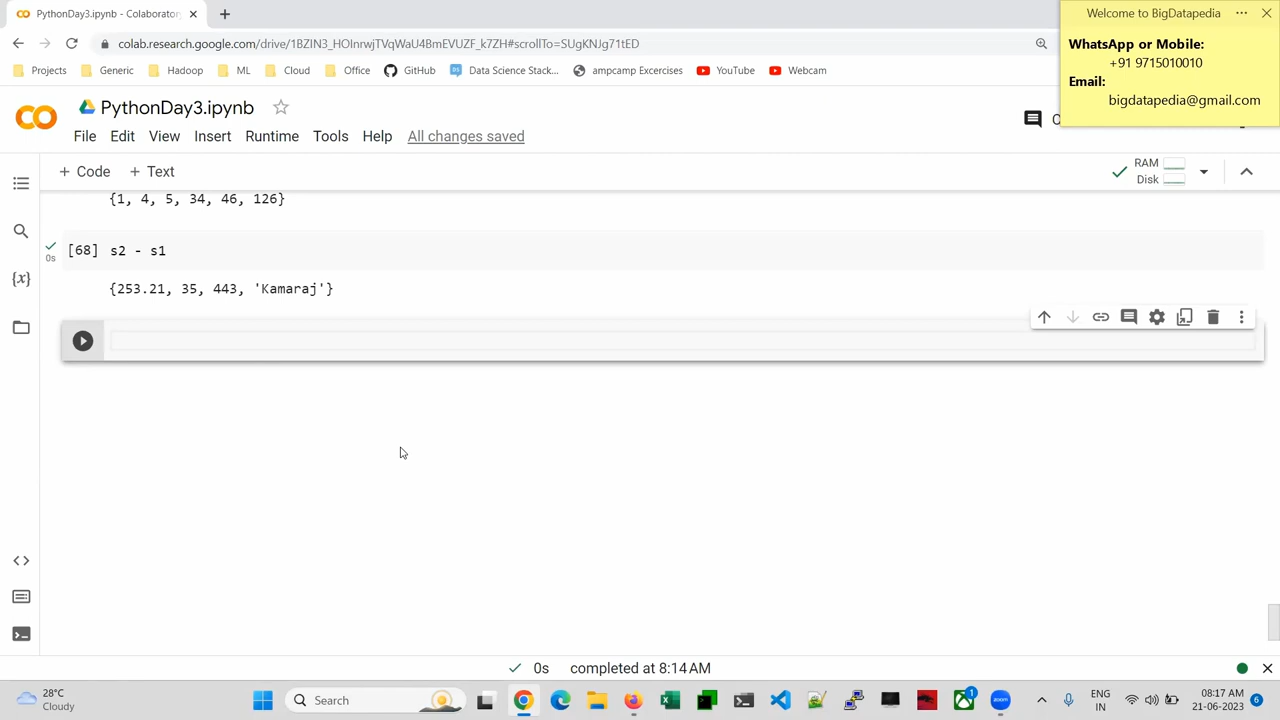 PythonDay3.ipynb - Colaborator
Welcome to BigDatapedia
WhatsApp or Mobile:
+91 9715010010
Email:
bigdatapedia@gmail.com
colab.research.google.com/drive/1BZIN3_HOInrwjTVqWaU4BmEVUZF_k7ZH#scrollTo=SUgKNJg71tED
Projects Generic Hadoop ML Cloud Office GitHub Data Science Stack... ampcamp Excercises YouTube Webcam
PythonDay3.ipynb
File Edit View Insert Runtime Tools Help All changes saved
+ Code + Text
RAM
Disk
{1, 4, 5, 34, 46, 126}
[68] s2 - s1
0s
{253.21, 35, 443, 'Kamaraj'}
{x}
0s completed at 8:14 AM
28°C
Cloudy
Search
1
zoom
ENG
IN
08:17 AM
21-06-2023
6